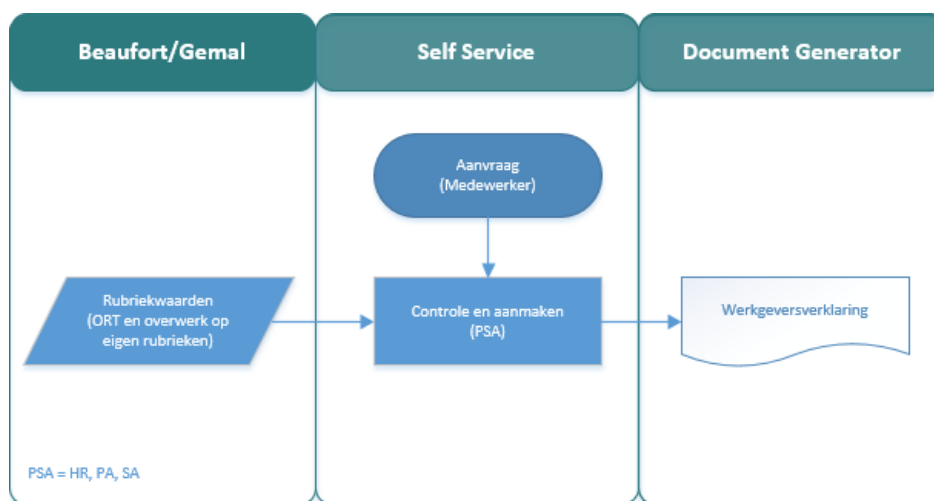 Beaufort/Gemal
Self Service
Document Generator
Aanvraag
(Medewerker)
Rubriekwaarden
(ORT en overwerk op
eigen rubrieken)
Controle en aanmaken
(PSA)
Werkgeversverklaring
PSA = HR, PA, SA